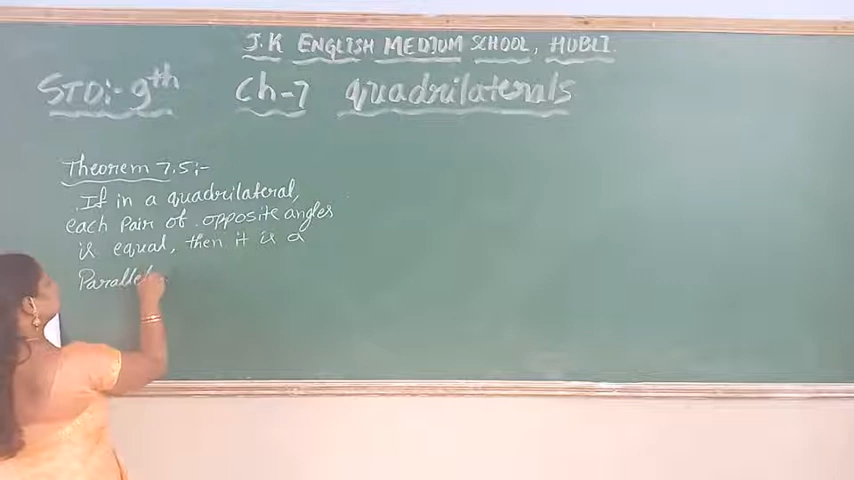 J.K ENGLISH MEDIUM SCHOOL, HUBLI.
STD:- 9th Ch-7 quadrilaterals
Theorem 7.5:-
If in a quadrilateral,
each Pair of opposite angles
is equal, then it is a
Parallel